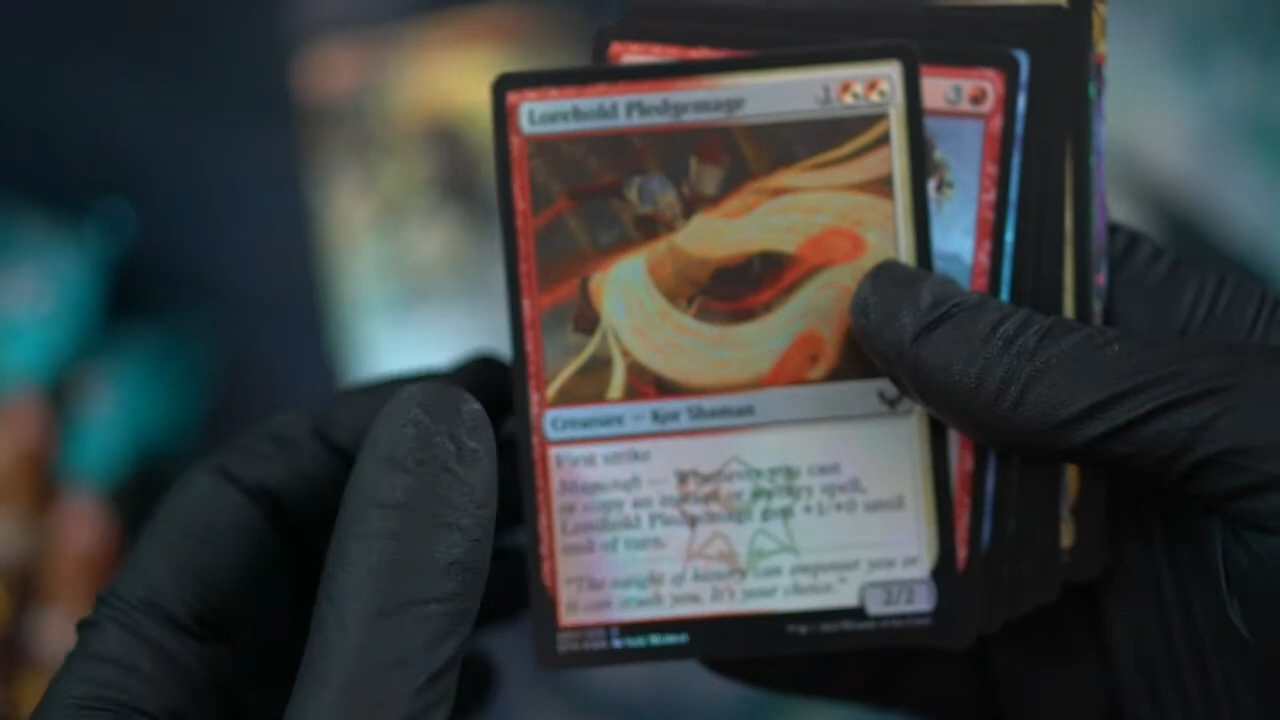 Lorehold Pledgemage 1
3
Creature — Kor Shaman
First strike
Magecraft — Whenever you cast
or copy an instant or sorcery spell,
Lorehold Pledgemage gets +1/+0 until
end of turn.
"The weight of history can empower you or
it can crush you. It's your choice."
2/2